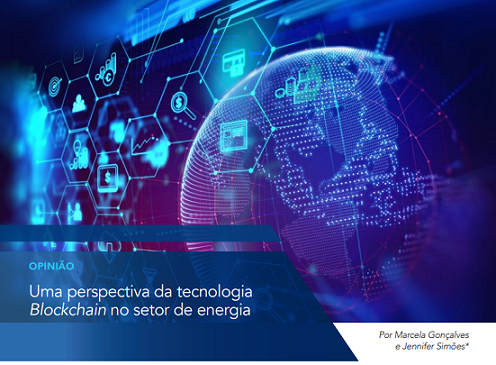 OPINIÃO
Uma perspectiva da tecnologia
Blockchain no setor de energia
Por Marcela Gonçalves
e Jennifer Simões*